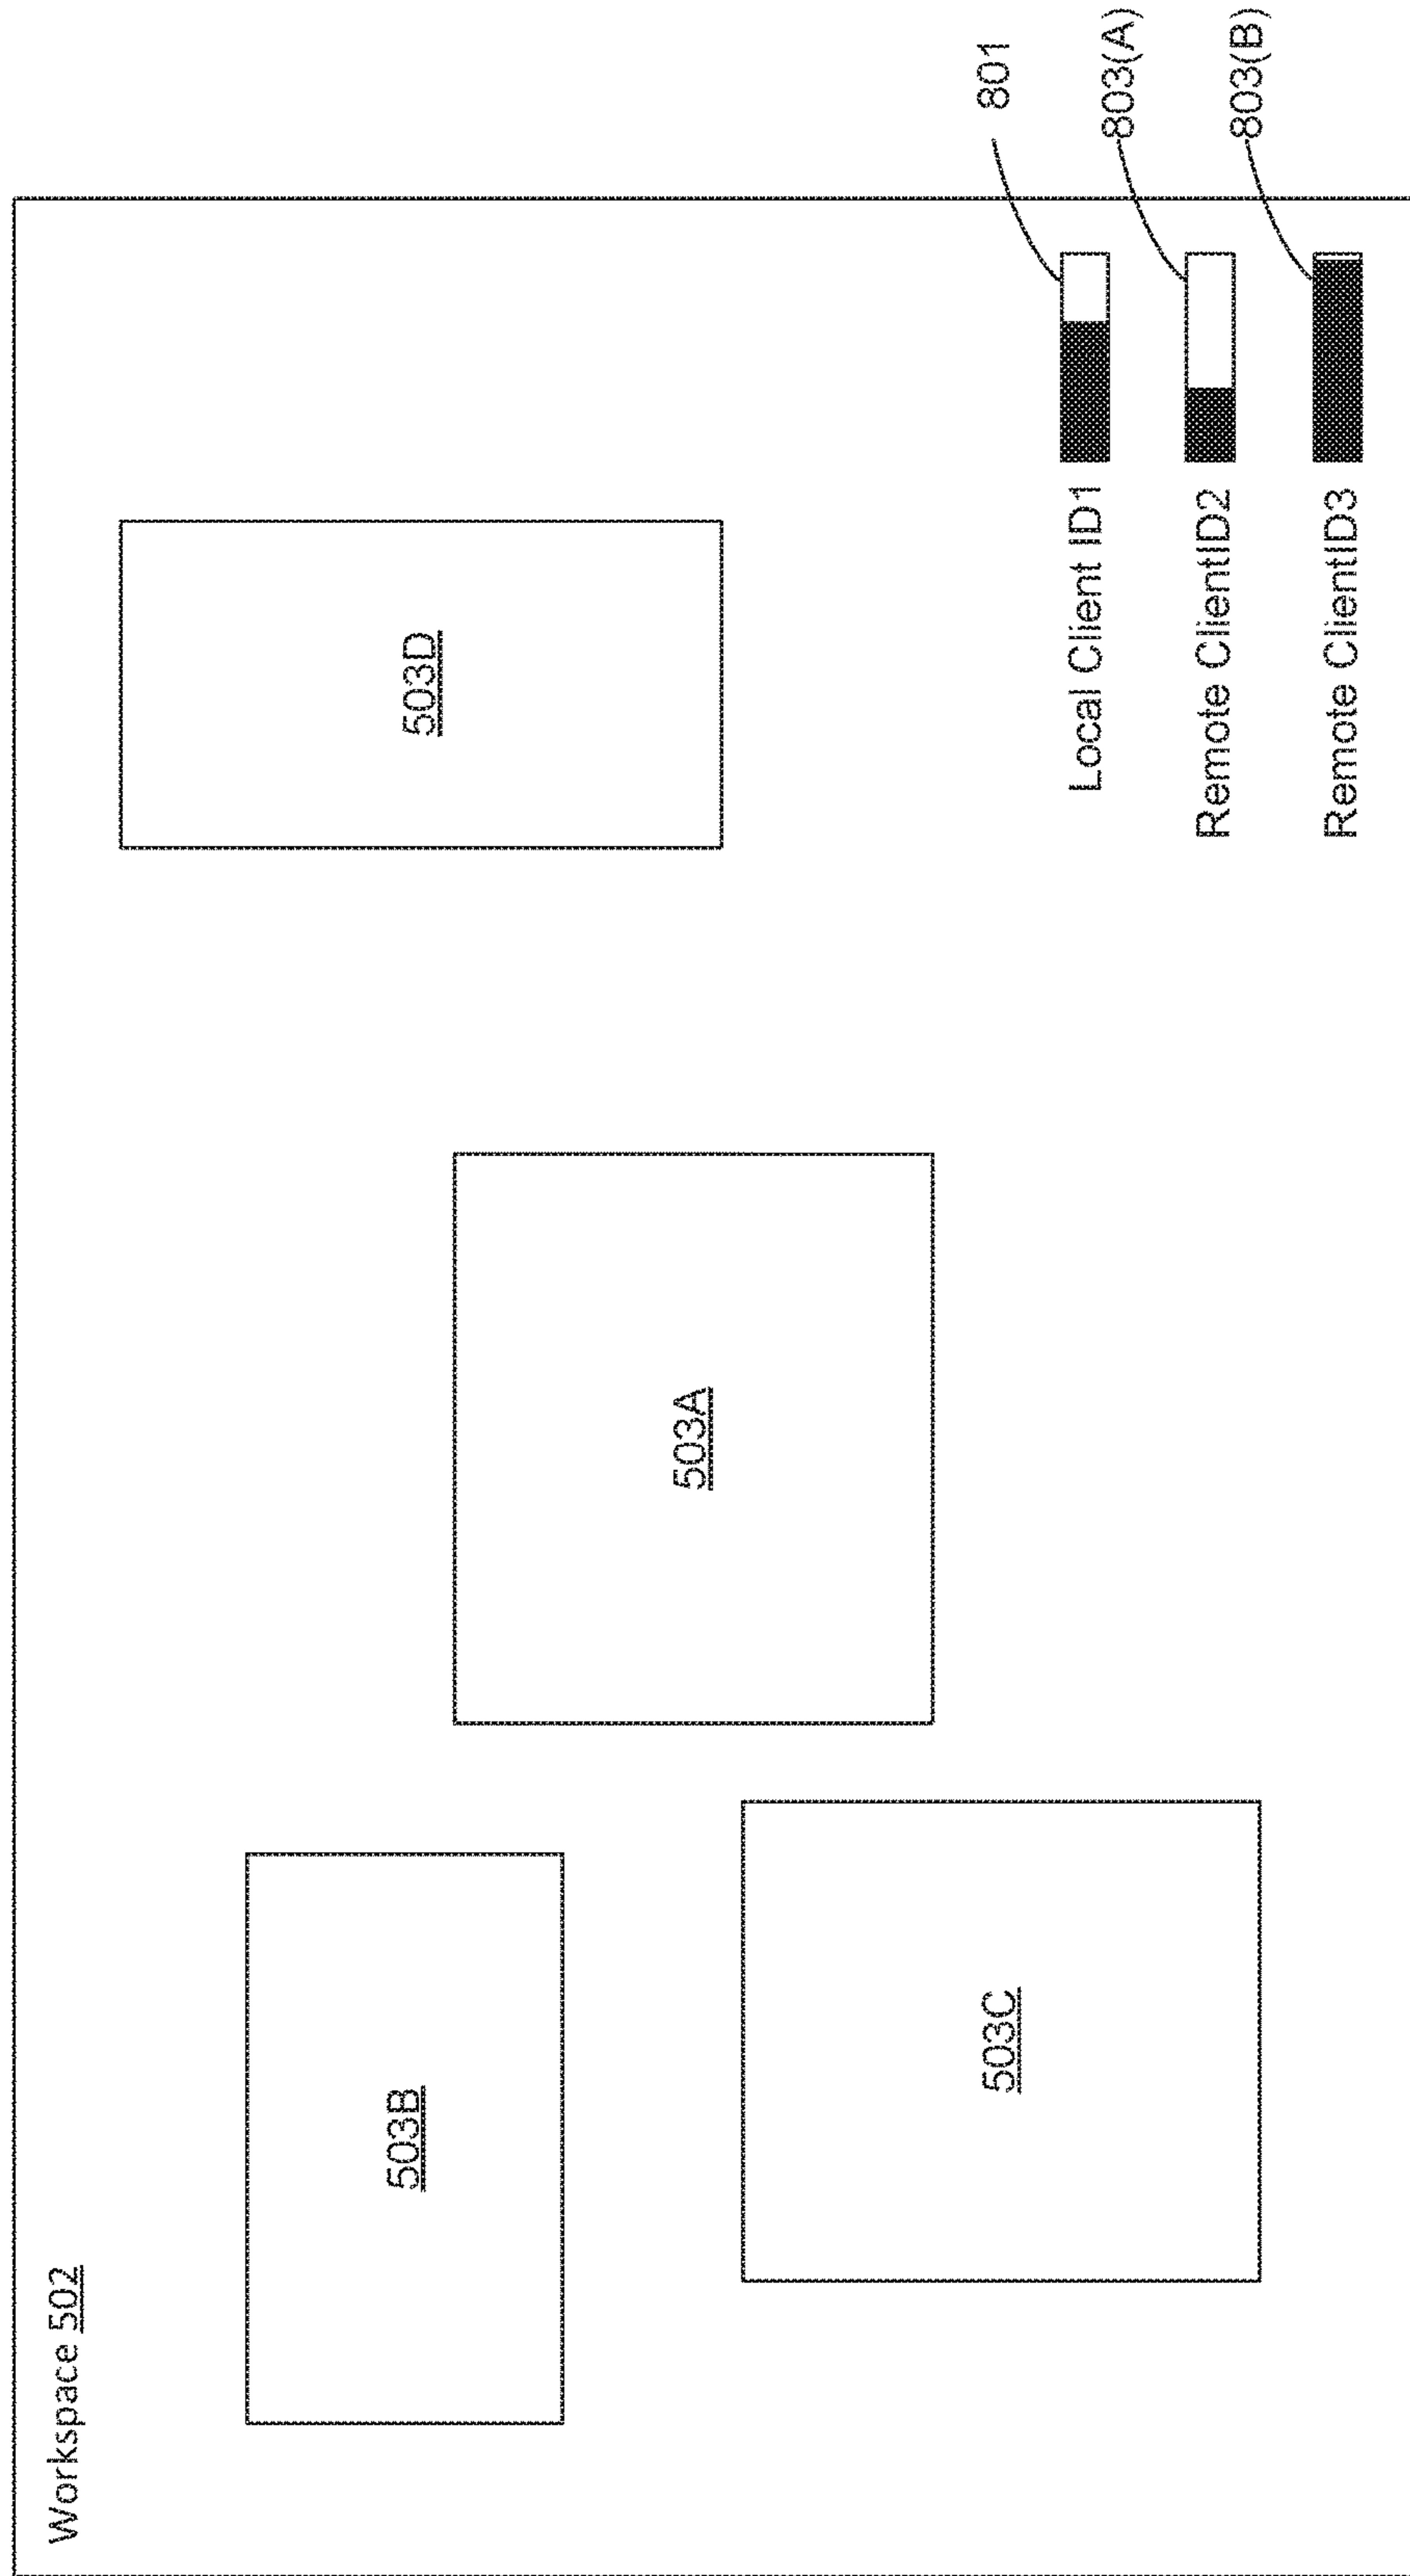 Workspace 502
503B
503D
503A
503C
801
Local Client ID1
803(A)
Remote ClientID2
803(B)
Remote ClientID3